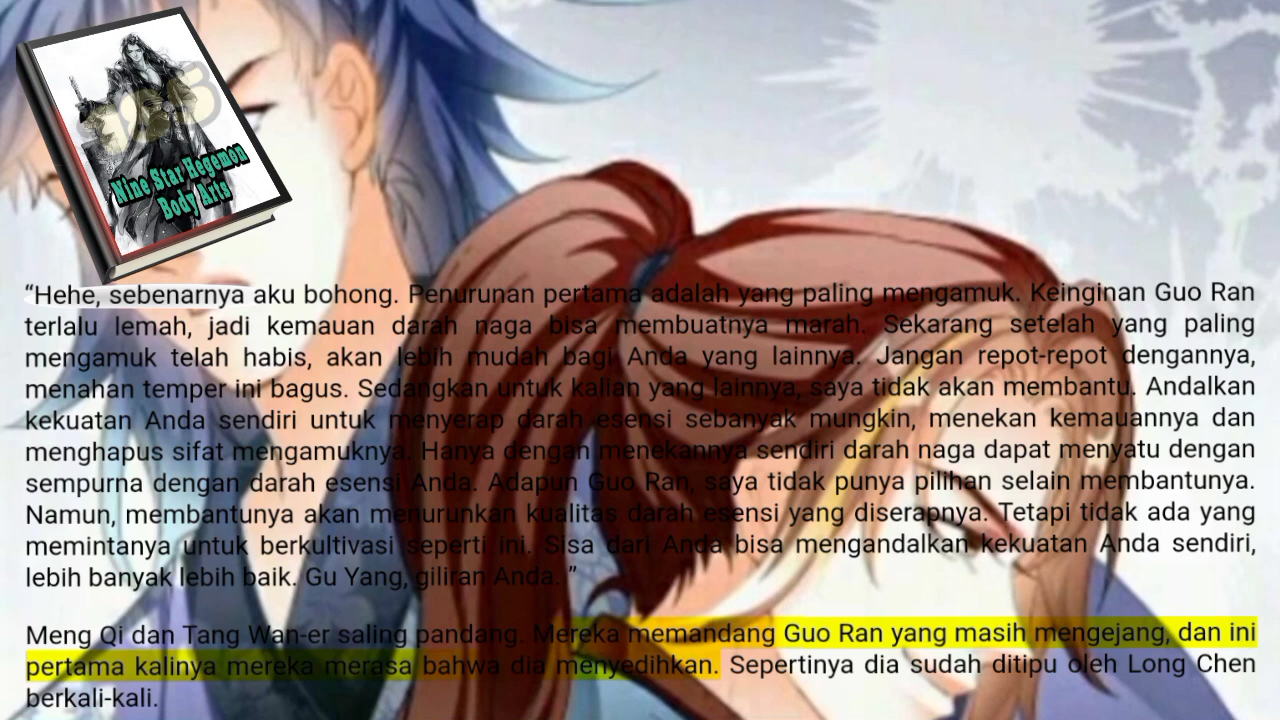 Nine Star Hegemon
Body Arts
“Hehe, sebenarnya aku bohong. Penurunan pertama adalah yang paling mengamuk. Keinginan Guo Ran
terlalu lemah, jadi kemauan darah naga bisa membuatnya marah. Sekarang setelah yang paling
mengamuk telah habis, akan lebih mudah bagi Anda yang lainnya. Jangan repot-repot dengannya,
menahan temper ini bagus. Sedangkan untuk kalian yang lainnya, saya tidak akan membantu. Andalkan
kekuatan Anda sendiri untuk menyerap darah esensi sebanyak mungkin, menekan kemauannya dan
menghapus sifat mengamuknya. Hanya dengan menekannya sendiri darah naga dapat menyatu dengan
sempurna dengan darah esensi Anda. Adapun Guo Ran, saya tidak punya pilihan selain membantunya.
Namun, membantunya akan menurunkan kualitas darah esensi yang diserapnya. Tetapi tidak ada yang
memintanya untuk berkultivasi seperti ini. Sisa dari Anda bisa mengandalkan kekuatan Anda sendiri,
lebih banyak lebih baik. Gu Yang, giliran Anda. ”
Meng Qi dan Tang Wan-er saling pandang. Mereka memandang Guo Ran yang masih mengejang, dan ini
pertama kalinya mereka merasa bahwa dia menyedihkan. Sepertinya dia sudah ditipu oleh Long Chen
berkali-kali.